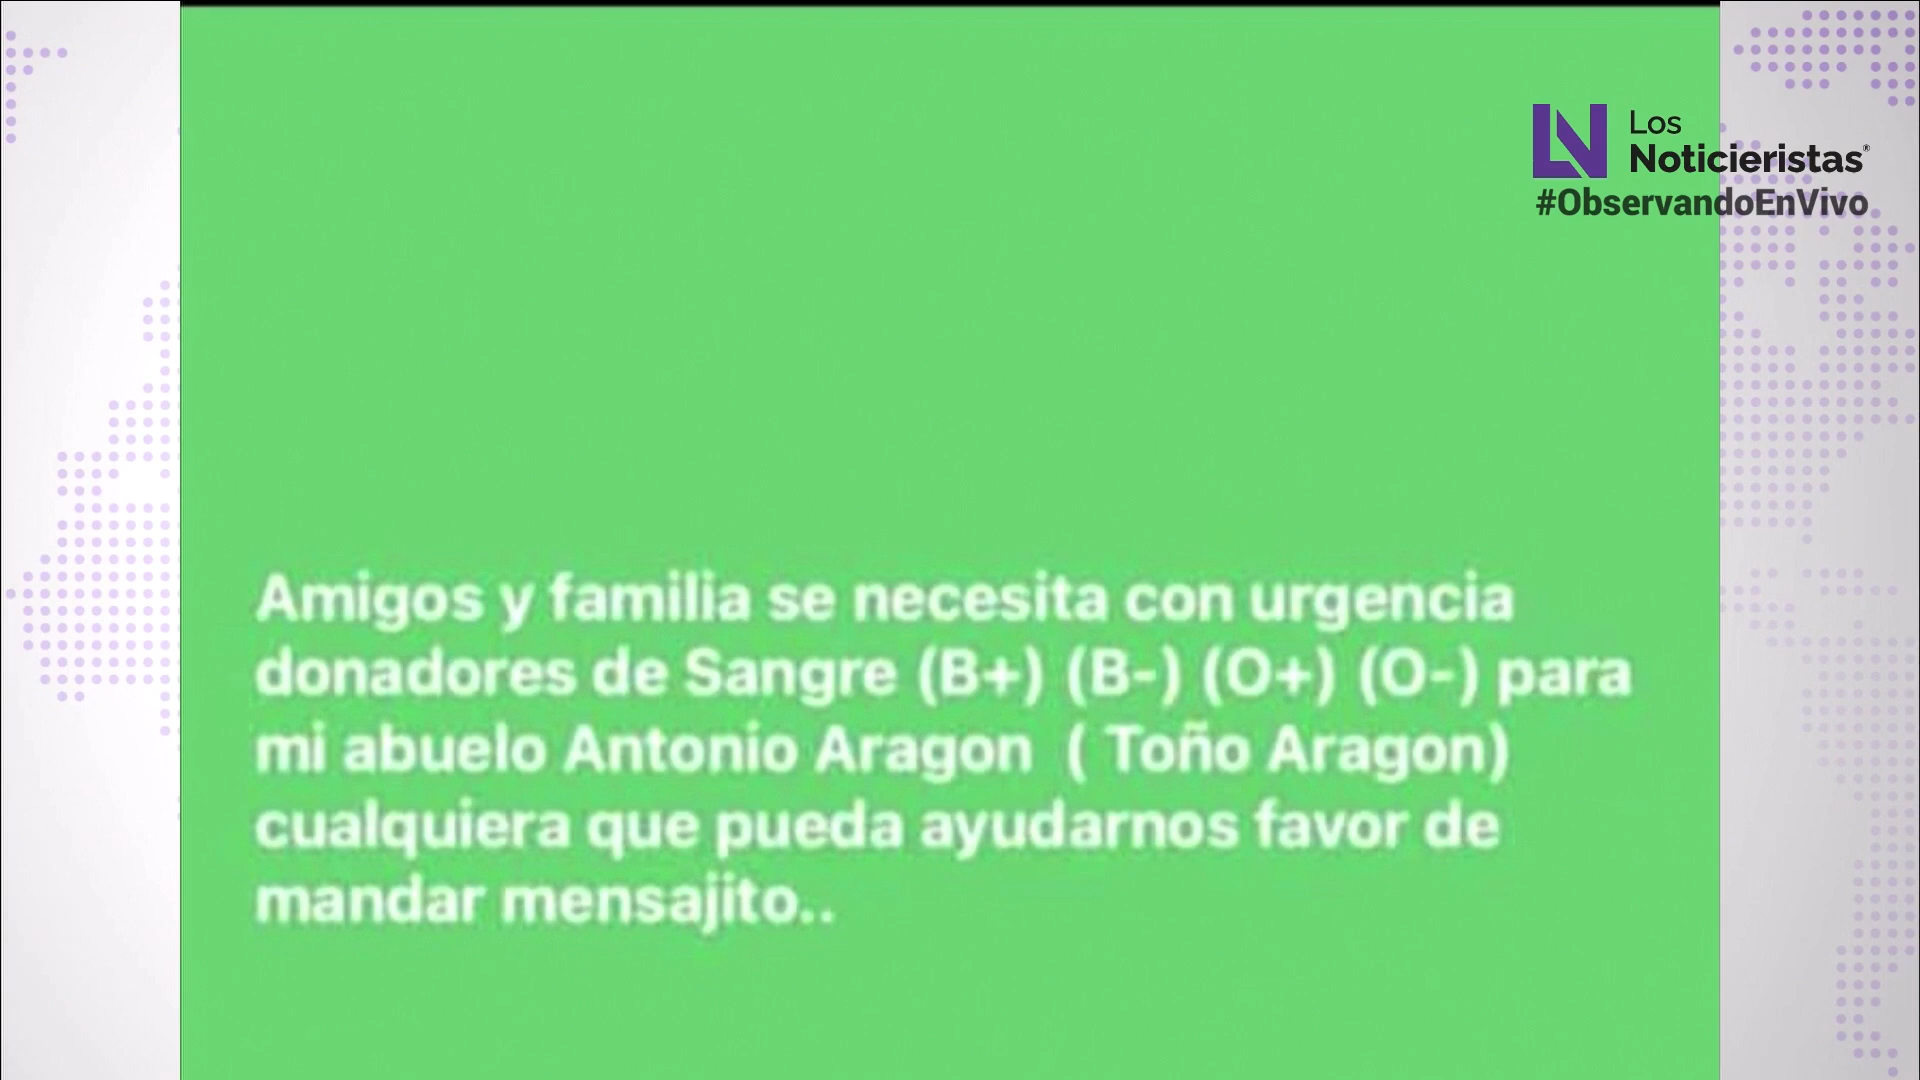 Los
Noticieristas®
#ObservandoEnVivo
Amigos y familia se necesita con urgencia
donadores de Sangre (B+) (B-) (O+) (O-) para
mi abuelo Antonio Aragon ( Toño Aragon)
cualquiera que pueda ayudarnos favor de
mandar mensajito..